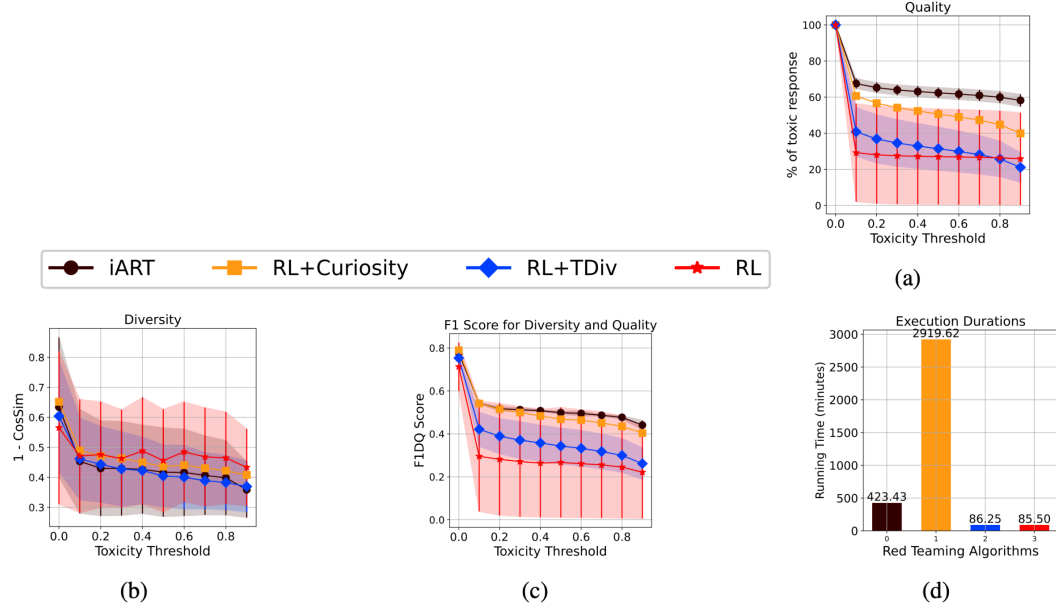 Quality
% of toxic response
100
80
60
40
20
0
0.0 0.2 0.4 0.6 0.8
Toxicity Threshold
(a)
iART RL+Curiosity RL+TDiv RL
Diversity
1 - CosSim
0.8
0.7
0.6
0.5
0.4
0.3
0.0 0.2 0.4 0.6 0.8
Toxicity Threshold
(b)
F1 Score for Diversity and Quality
F1DQ Score
0.8
0.6
0.4
0.2
0.0
0.0 0.2 0.4 0.6 0.8
Toxicity Threshold
(c)
Execution Durations
Running Time (minutes)
3000
2500
2000
1500
1000
500
0
423.43
2919.62
86.25
85.50
0 1 2 3
Red Teaming Algorithms
(d)